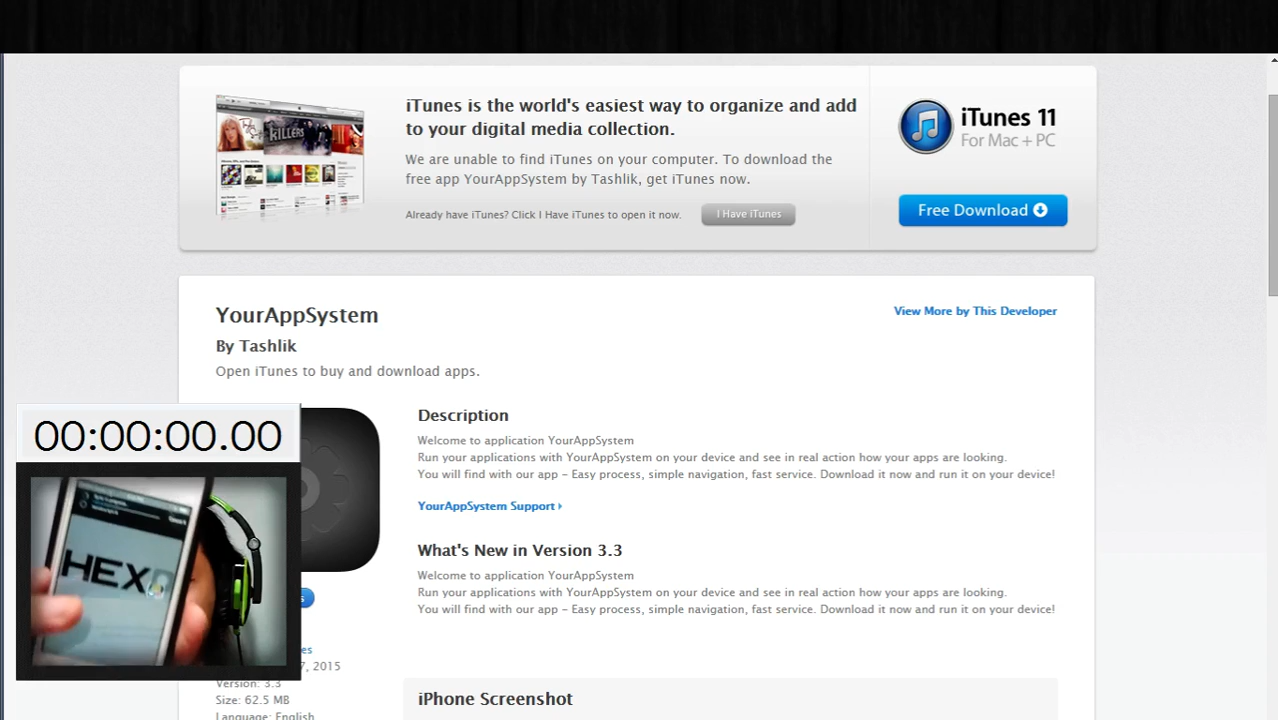 iTunes is the world's easiest way to organize and add
to your digital media collection.
We are unable to find iTunes on your computer. To download the
free app YourAppSystem by Tashlik, get iTunes now.
Already have iTunes? Click I Have iTunes to open it now.
I Have iTunes
iTunes 11
For Mac + PC
Free Download
KILLERS
YourAppSystem
View More by This Developer
By Tashlik
Open iTunes to buy and download apps.
00:00:00.00
HEX
Description
Welcome to application YourAppSystem
Run your applications with YourAppSystem on your device and see in real action how your apps are looking.
You will find with our app – Easy process, simple navigation, fast service. Download it now and run it on your device!
YourAppSystem Support
What's New in Version 3.3
Welcome to application YourAppSystem
Run your applications with YourAppSystem on your device and see in real action how your apps are looking.
You will find with our app – Easy process, simple navigation, fast service. Download it now and run it on your device!
7, 2015
Version: 3.3
Size: 62.5 MB
Language: English
iPhone Screenshot